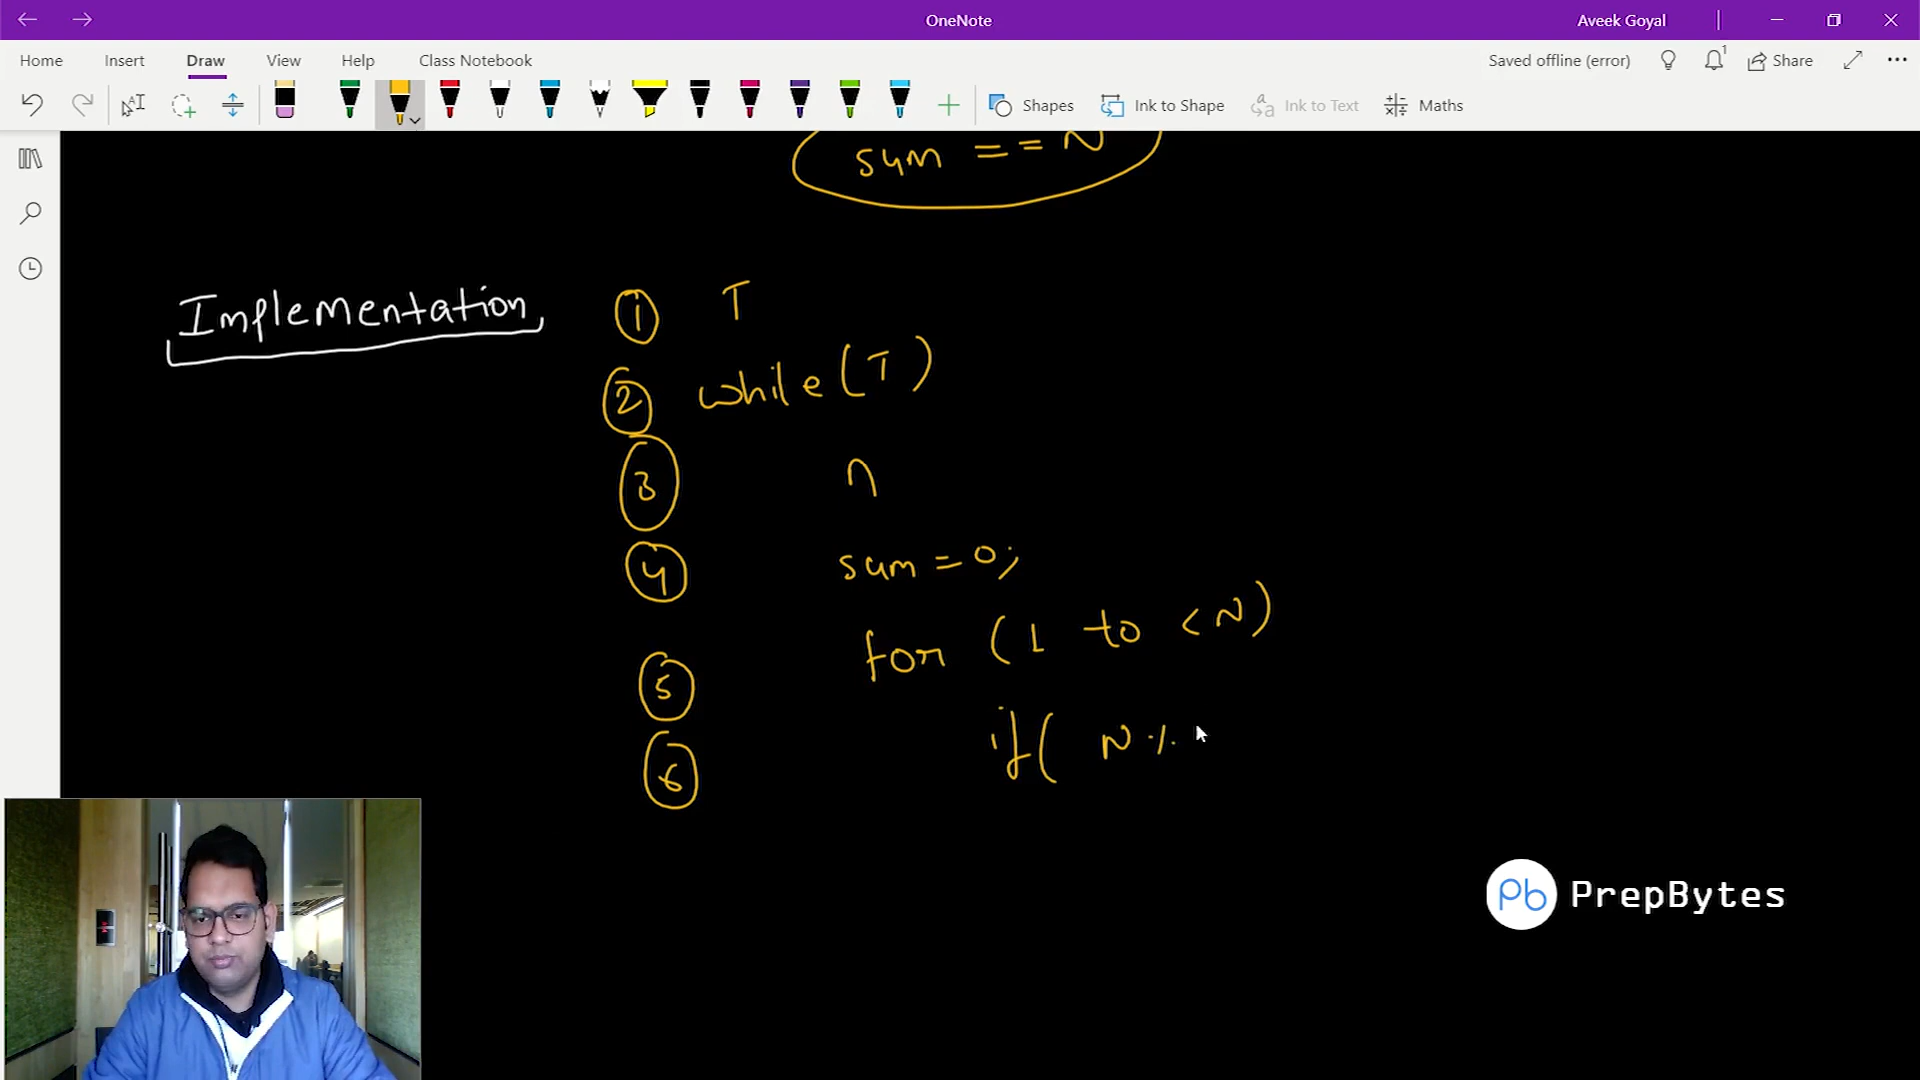 OneNote
Aveek Goyal
Home Insert Draw View Help Class Notebook
Saved offline (error) 1 Share
Shapes Ink to Shape Ink to Text Maths
sum == N
Implementation
1 T
2 while (T)
3 n
4 sum = 0;
5 for (1 to < N)
6 if( N %
Pb PrepBytes